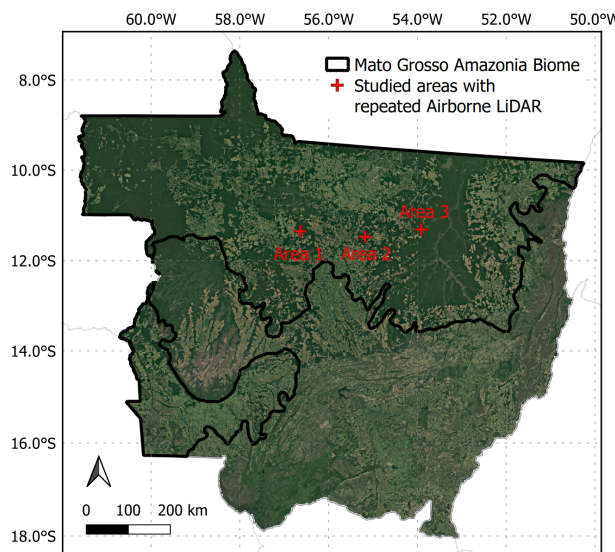 60.0°W 58.0°W 56.0°W 54.0°W 52.0°W 50.0°W
Mato Grosso Amazonia Biome
Studied areas with
repeated Airborne LiDAR
8.0°S
10.0°S
Area 3
Area 1 Area 2
12.0°S
14.0°S
16.0°S
0 100 200 km
18.0°S